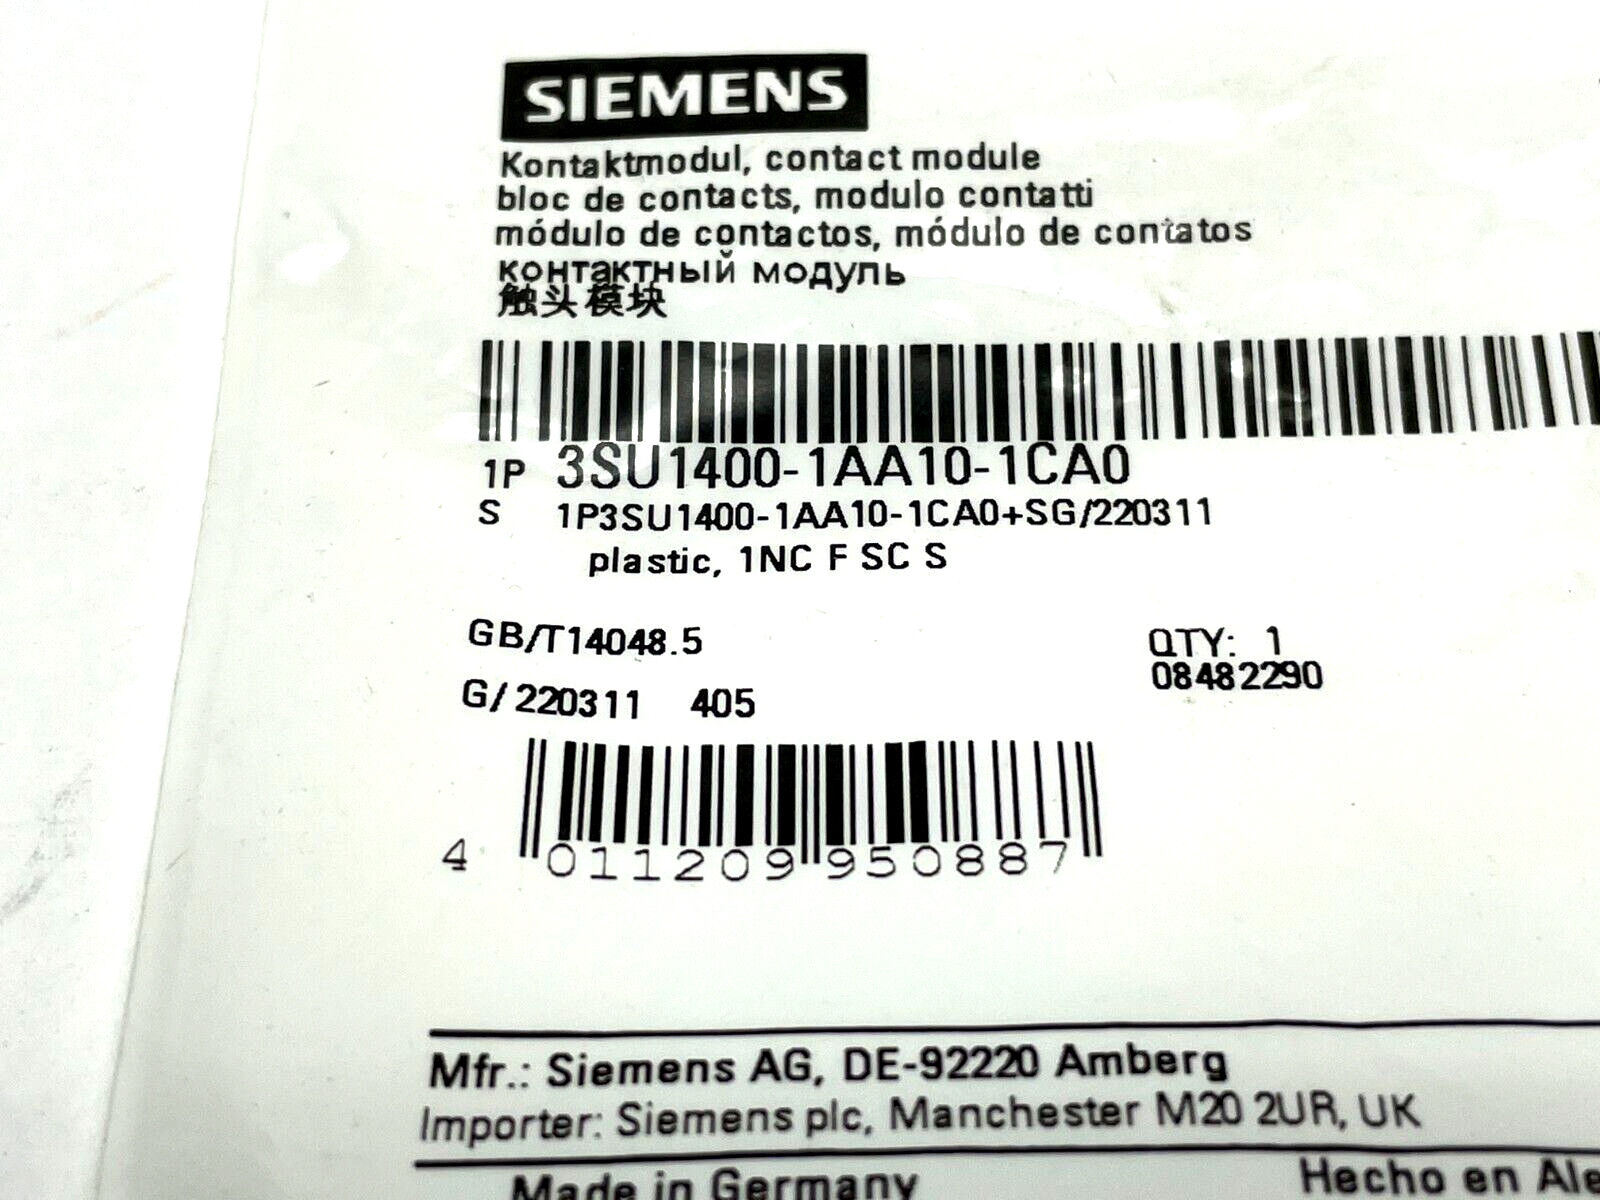 SIEMENS
Kontaktmodul, contact module
bloc de contacts, modulo contatti
módulo de contactos, módulo de contatos
контактный модуль
触头模块
1P 3SU1400-1AA10-1CA0
S 1P3SU1400-1AA10-1CA0+SG/220311
plastic, 1NC F SC S
GB/T14048.5
QTY: 1
08482290
G/220311 405
4 011209 950887
Mfr.: Siemens AG, DE-92220 Amberg
Importer: Siemens plc, Manchester M20 2UR, UK
Made in Germany Hecho en Ale